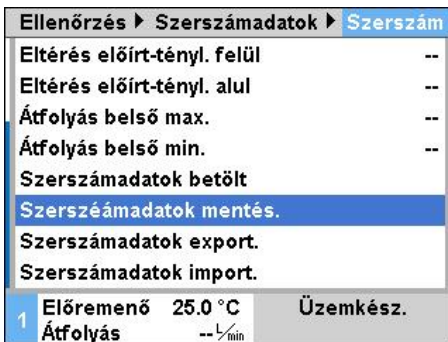 Ellenőrzés ▶ Szerszámadatok ▶ Szerszám
Eltérés előírt-tényl. felül --
Eltérés előírt-tényl. alul --
Átfolyás belső max. --
Átfolyás belső min. --
Szerszámadatok betölt
Szerszéámadatok mentés.
Szerszámadatok export.
Szerszámadatok import.
1 Előremenő 25.0 °C Üzemkész.
Átfolyás -- L/min